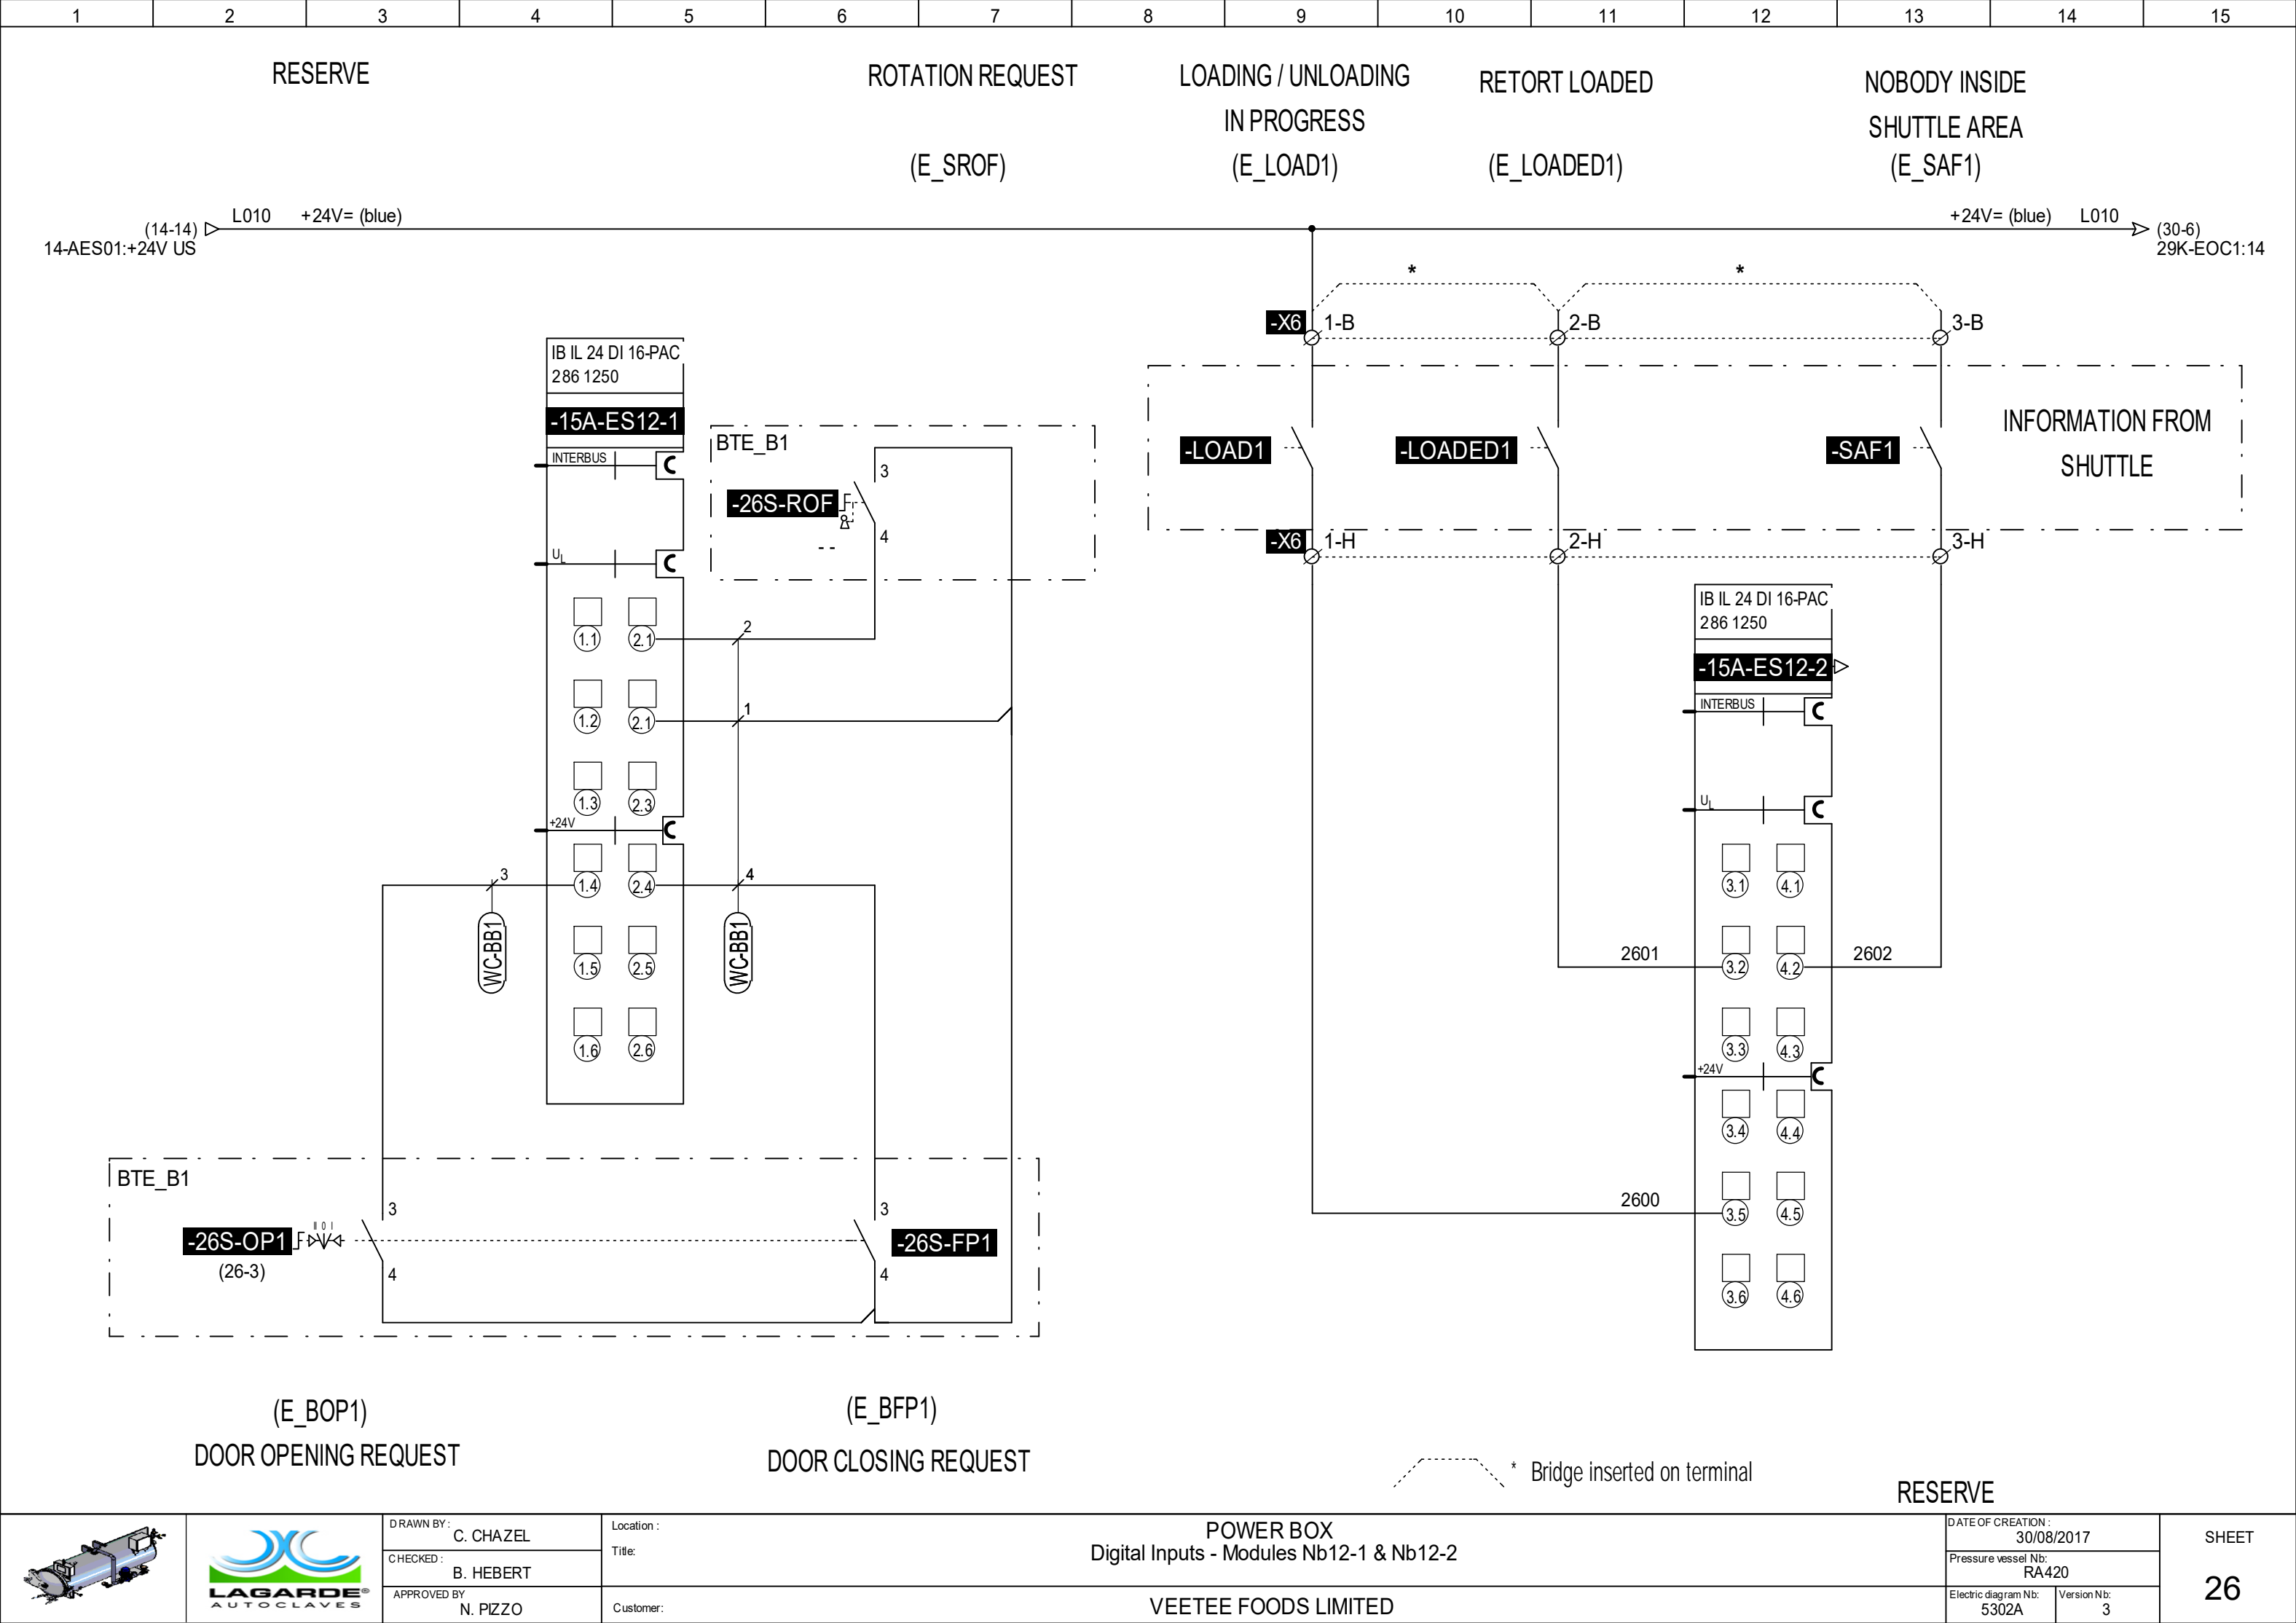 1 2 3 4 5 6 7 8 9 10 11 12 13 14 15
RESERVE
ROTATION REQUEST
(E_SROF)
LOADING / UNLOADING
IN PROGRESS
(E_LOAD1)
RETORT LOADED
(E_LOADED1)
NOBODY INSIDE
SHUTTLE AREA
(E_SAF1)
(14-14)
L010 +24V= (blue)
14-AES01:+24V US
+24V= (blue) L010
(30-6)
29K-EOC1:14
*
*
-X6 1-B
2-B
3-B
IB IL 24 DI 16-PAC
286 1250
-15A-ES12-1
INTERBUS
UL
1.1 2.1
1.2 2.1
1.3 2.3
+24V
1.4 2.4
1.5 2.5
1.6 2.6
BTE_B1
-26S-ROF
3
4
--
2
1
3
4
WC-BB1
WC-BB1
-LOAD1
-LOADED1
-SAF1
INFORMATION FROM
SHUTTLE
-X6 1-H
2-H
3-H
IB IL 24 DI 16-PAC
286 1250
-15A-ES12-2
INTERBUS
UL
3.1 4.1
2601
3.2 4.2
2602
3.3 4.3
+24V
3.4 4.4
2600
3.5 4.5
3.6 4.6
BTE_B1
-26S-OP1
II 0 I
(26-3)
3
4
3
4
-26S-FP1
(E_BOP1)
DOOR OPENING REQUEST
(E_BFP1)
DOOR CLOSING REQUEST
* Bridge inserted on terminal
RESERVE
LAGARDE®
AUTOCLAVES
DRAWN BY: C. CHAZEL
CHECKED: B. HEBERT
APPROVED BY N. PIZZO
Location :
Title:
POWER BOX
Digital Inputs - Modules Nb12-1 & Nb12-2
Customer:
VEETEE FOODS LIMITED
DATE OF CREATION :
30/08/2017
Pressure vessel Nb:
RA420
Electric diagram Nb:
5302A
Version Nb:
3
SHEET
26